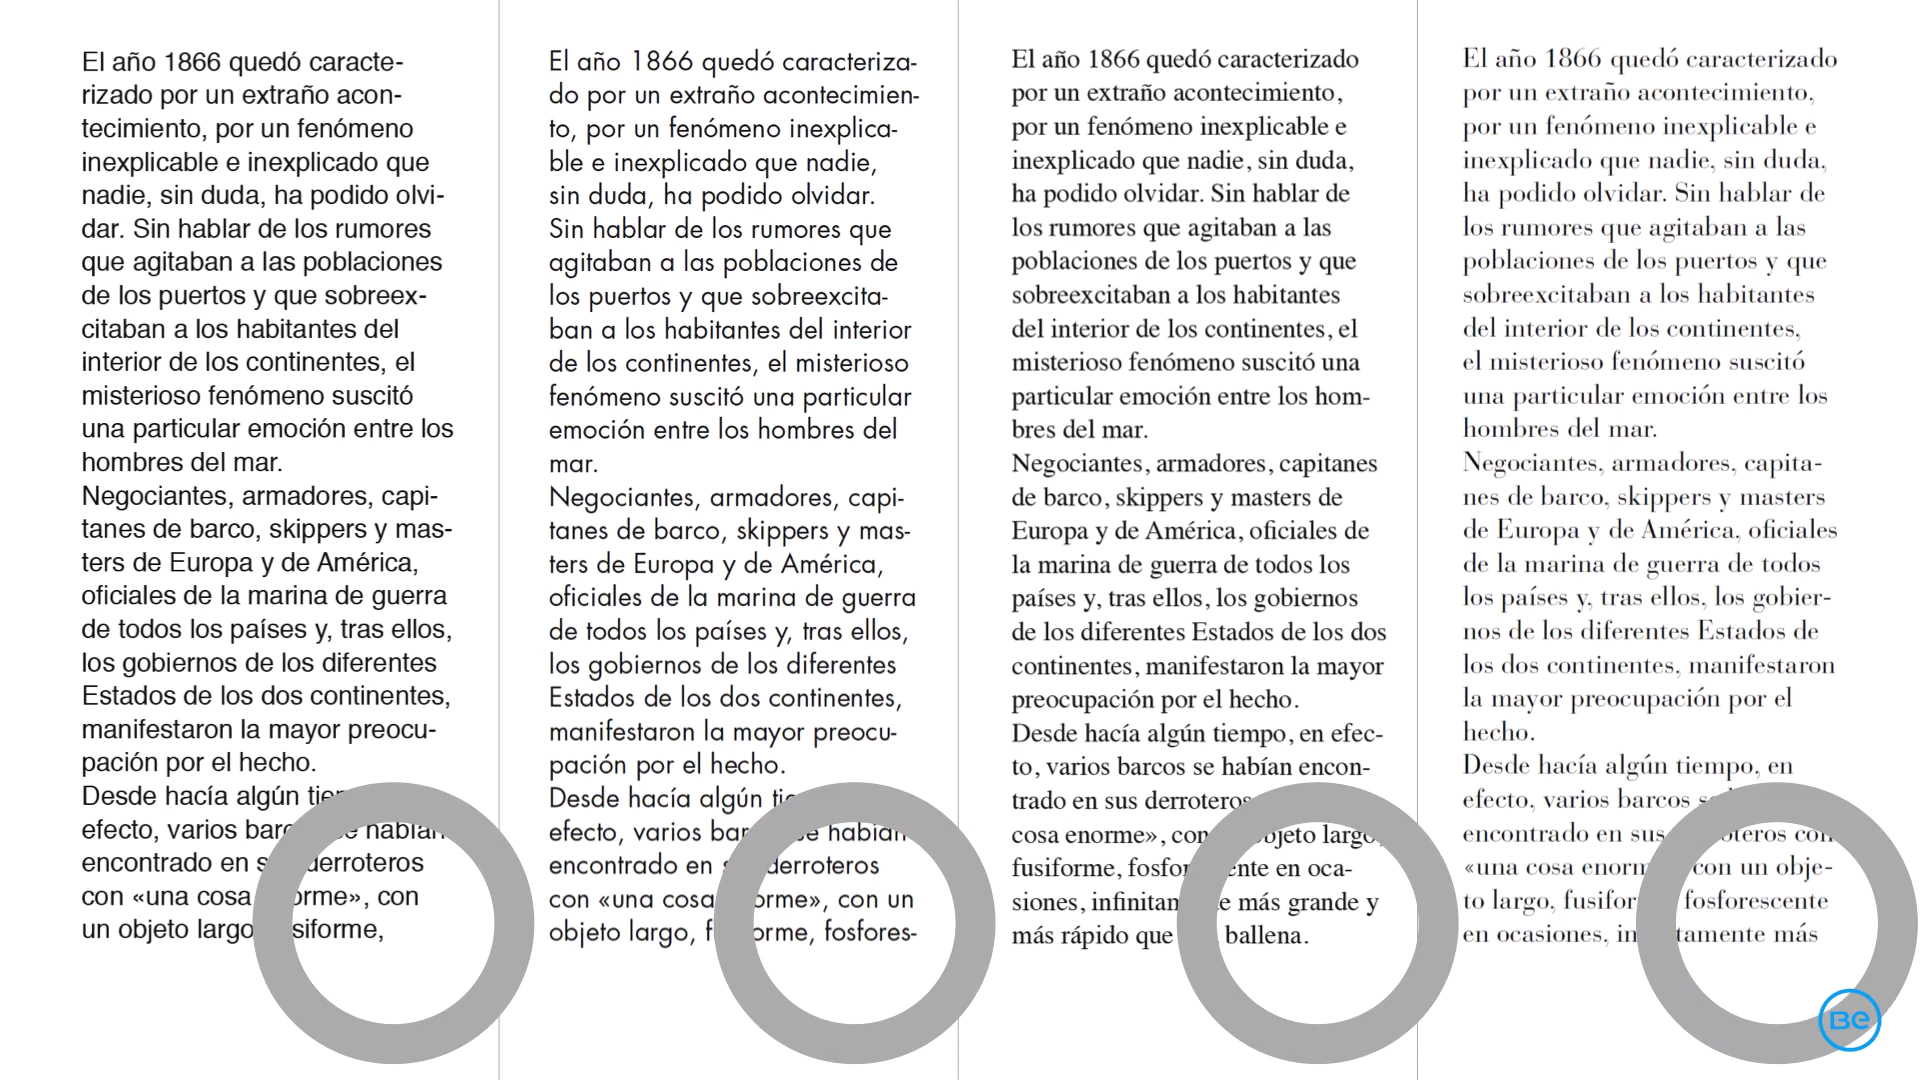 El año 1866 quedó caracte-
rizado por un extraño acon-
tecimiento, por un fenómeno
inexplicable e inexplicado que
nadie, sin duda, ha podido olvi-
dar. Sin hablar de los rumores
que agitaban a las poblaciones
de los puertos y que sobreex-
citaban a los habitantes del
interior de los continentes, el
misterioso fenómeno suscitó
una particular emoción entre los
hombres del mar.
Negociantes, armadores, capi-
tanes de barco, skippers y mas-
ters de Europa y de América,
oficiales de la marina de guerra
de todos los países y, tras ellos,
los gobiernos de los diferentes
Estados de los dos continentes,
manifestaron la mayor preocu-
pación por el hecho.
Desde hacía algún
efecto, varios habían
encontrado en derroteros
con «una cosa con
un objeto largo
El año 1866 quedó caracteriza-
do por un extraño acontecimien-
to, por un fenómeno inexplica-
ble e inexplicado que nadie,
sin duda, ha podido olvidar.
Sin hablar de los rumores que
agitaban a las poblaciones de
los puertos y que sobreexcita-
ban a los habitantes del interior
de los continentes, el misterioso
fenómeno suscitó una particular
emoción entre los hombres del
mar.
Negociantes, armadores, capi-
tanes de barco, skippers y mas-
ters de Europa y de América,
oficiales de la marina de guerra
de todos los países y, tras ellos,
los gobiernos de los diferentes
Estados de los dos continentes,
manifestaron la mayor preocu-
pación por el hecho.
Desde hacía algún
efecto, varios se habían
encontrado en derroteros
con «una cosa con un
objeto largo, fosfores-
El año 1866 quedó caracterizado
por un extraño acontecimiento,
por un fenómeno inexplicable e
inexplicado que nadie, sin duda,
ha podido olvidar. Sin hablar de
los rumores que agitaban a las
poblaciones de los puertos y que
sobreexcitaban a los habitantes
del interior de los continentes, el
misterioso fenómeno suscitó una
particular emoción entre los hom-
bres del mar.
Negociantes, armadores, capitanes
de barco, skippers y masters de
Europa y de América, oficiales de
la marina de guerra de todos los
países y, tras ellos, los gobiernos
de los diferentes Estados de los dos
continentes, manifestaron la mayor
preocupación por el hecho.
Desde hacía algún tiempo, en efec-
to, varios barcos se habían encon-
trado en sus derroteros
cosa enorme», objeto largo,
fusiforme, en oca-
siones, más grande y
más rápido que ballena.
El año 1866 quedó caracterizado
por un extraño acontecimiento,
por un fenómeno inexplicable e
inexplicado que nadie, sin duda,
ha podido olvidar. Sin hablar de
los rumores que agitaban a las
poblaciones de los puertos y que
sobreexcitaban a los habitantes
del interior de los continentes,
el misterioso fenómeno suscitó
una particular emoción entre los
hombres del mar.
Negociantes, armadores, capita-
nes de barco, skippers y masters
de Europa y de América, oficiales
de la marina de guerra de todos
los países y, tras ellos, los gobier-
nos de los diferentes Estados de
los dos continentes, manifestaron
la mayor preocupación por el
hecho.
Desde hacía algún tiempo, en
efecto, varios barcos
encontrado en sus con
«una cosa con un obje-
to largo, fosforescente
en ocasiones, más
Be